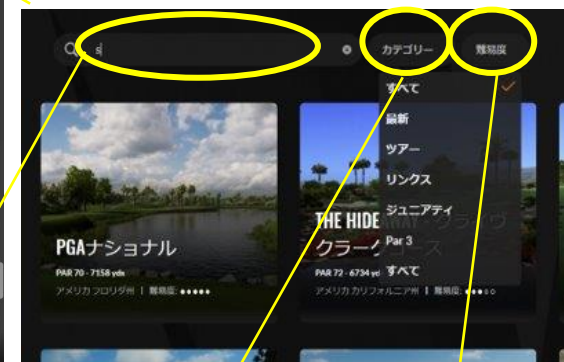 s
カテゴリー
難易度
すべて
最新
ツアー
リンクス
ジュニアティ
Par 3
すべて
PGAナショナル
PAR 70 - 7158 yds
アメリカ フロリダ州 | 難易度: ●●●●●
THE HIDE
クラーク
PAR 72 - 6734 yd
アメリカ カリフォルニア州 | 難易度: ●●●○○